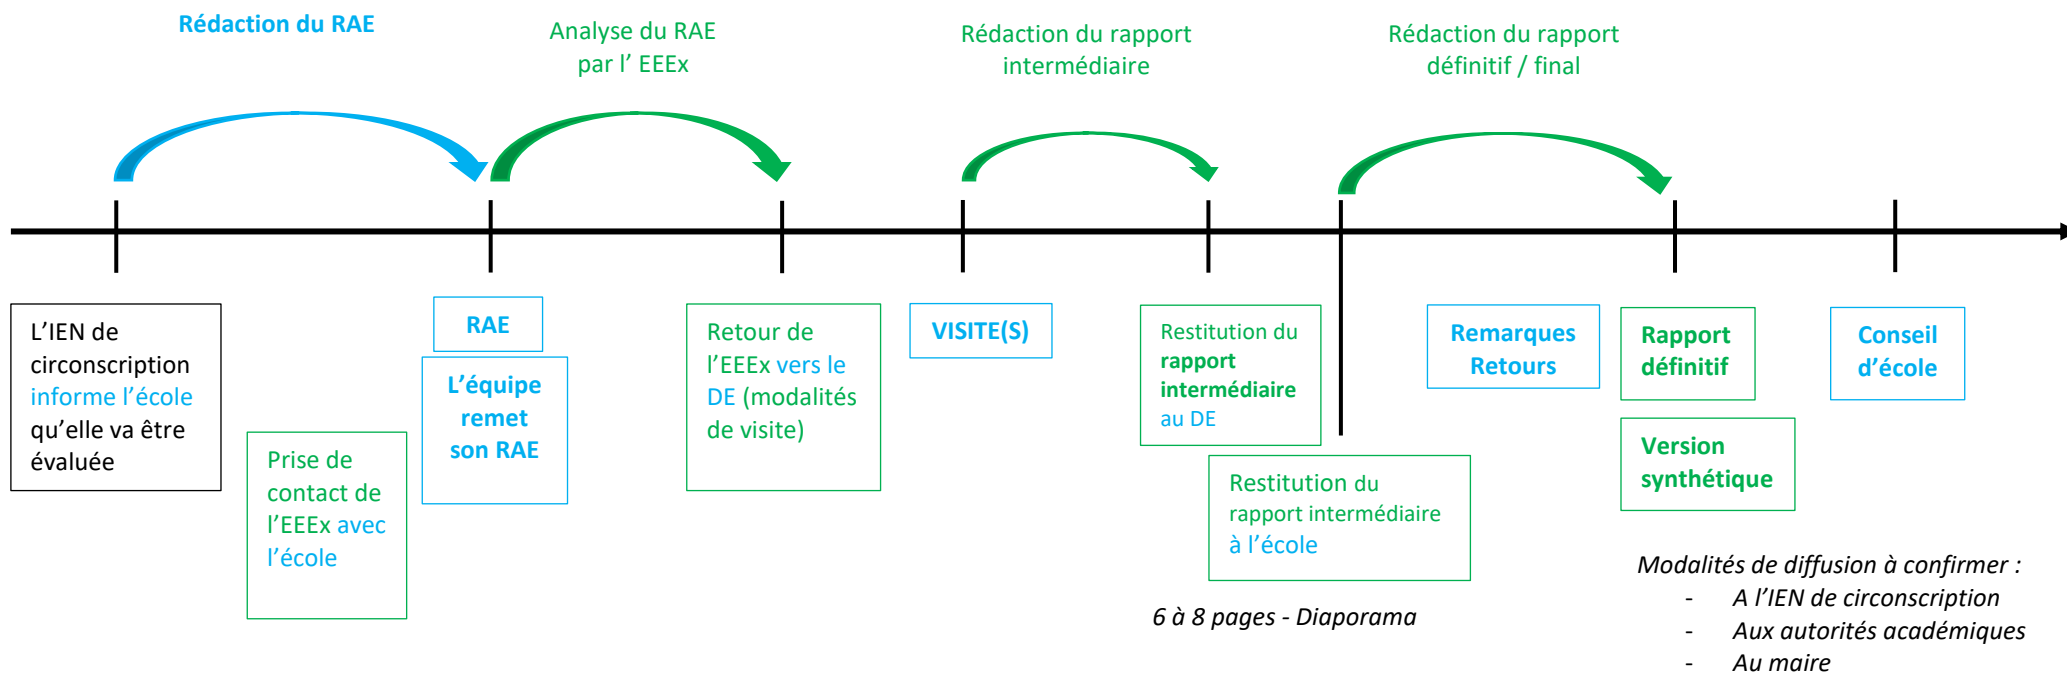 Rédaction du RAE
Analyse du RAE
par l’ EEEx
Rédaction du rapport
intermédiaire
Rédaction du rapport
définitif / final
L’IEN de
circonscription
informe l’école
qu’elle va être
évaluée
Prise de
contact de
l’EEEx avec
l’école
RAE
L’équipe
remet
son RAE
Retour de
l’EEEx vers le
DE (modalités
de visite)
VISITE(S)
Restitution du
rapport
intermédiaire
au DE
Restitution du
rapport intermédiaire
à l’école
6 à 8 pages - Diaporama
Remarques
Retours
Rapport
définitif
Version
synthétique
Conseil
d’école
Modalités de diffusion à confirmer :
- A l’IEN de circonscription
- Aux autorités académiques
- Au maire